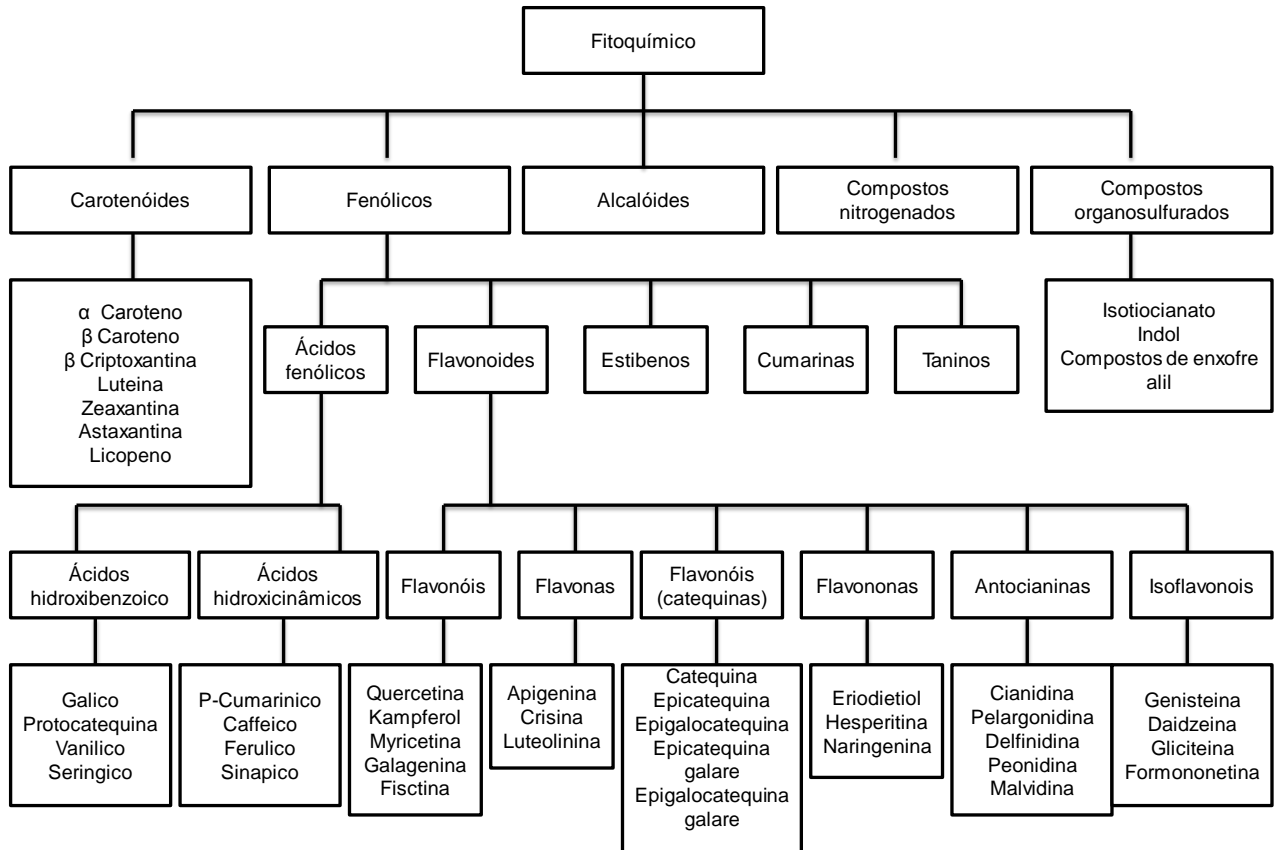 Fitoquímico
Carotenóides
Fenólicos
Alcalóides
Compostos
nitrogenados
Compostos
organosulfurados
α Caroteno
β Caroteno
β Criptoxantina
Luteina
Zeaxantina
Astaxantina
Licopeno
Ácidos
fenólicos
Flavonoides
Estibenos
Cumarinas
Taninos
Isotiocianato
Indol
Compostos de enxofre
alil
Ácidos
hidroxibenzoico
Ácidos
hidroxicinâmicos
Flavonóis
Flavonas
Flavonóis
(catequinas)
Flavononas
Antocianinas
Isoflavonois
Galico
Protocatequina
Vanilico
Seringico
P-Cumarinico
Caffeico
Ferulico
Sinapico
Quercetina
Kampferol
Myricetina
Galagenina
Fisctina
Apigenina
Crisina
Luteolinina
Catequina
Epicatequina
Epigalocatequina
Epicatequina
galare
Epigalocatequina
galare
Eriodietiol
Hesperitina
Naringenina
Cianidina
Pelargonidina
Delfinidina
Peonidina
Malvidina
Genisteina
Daidzeina
Gliciteina
Formononetina